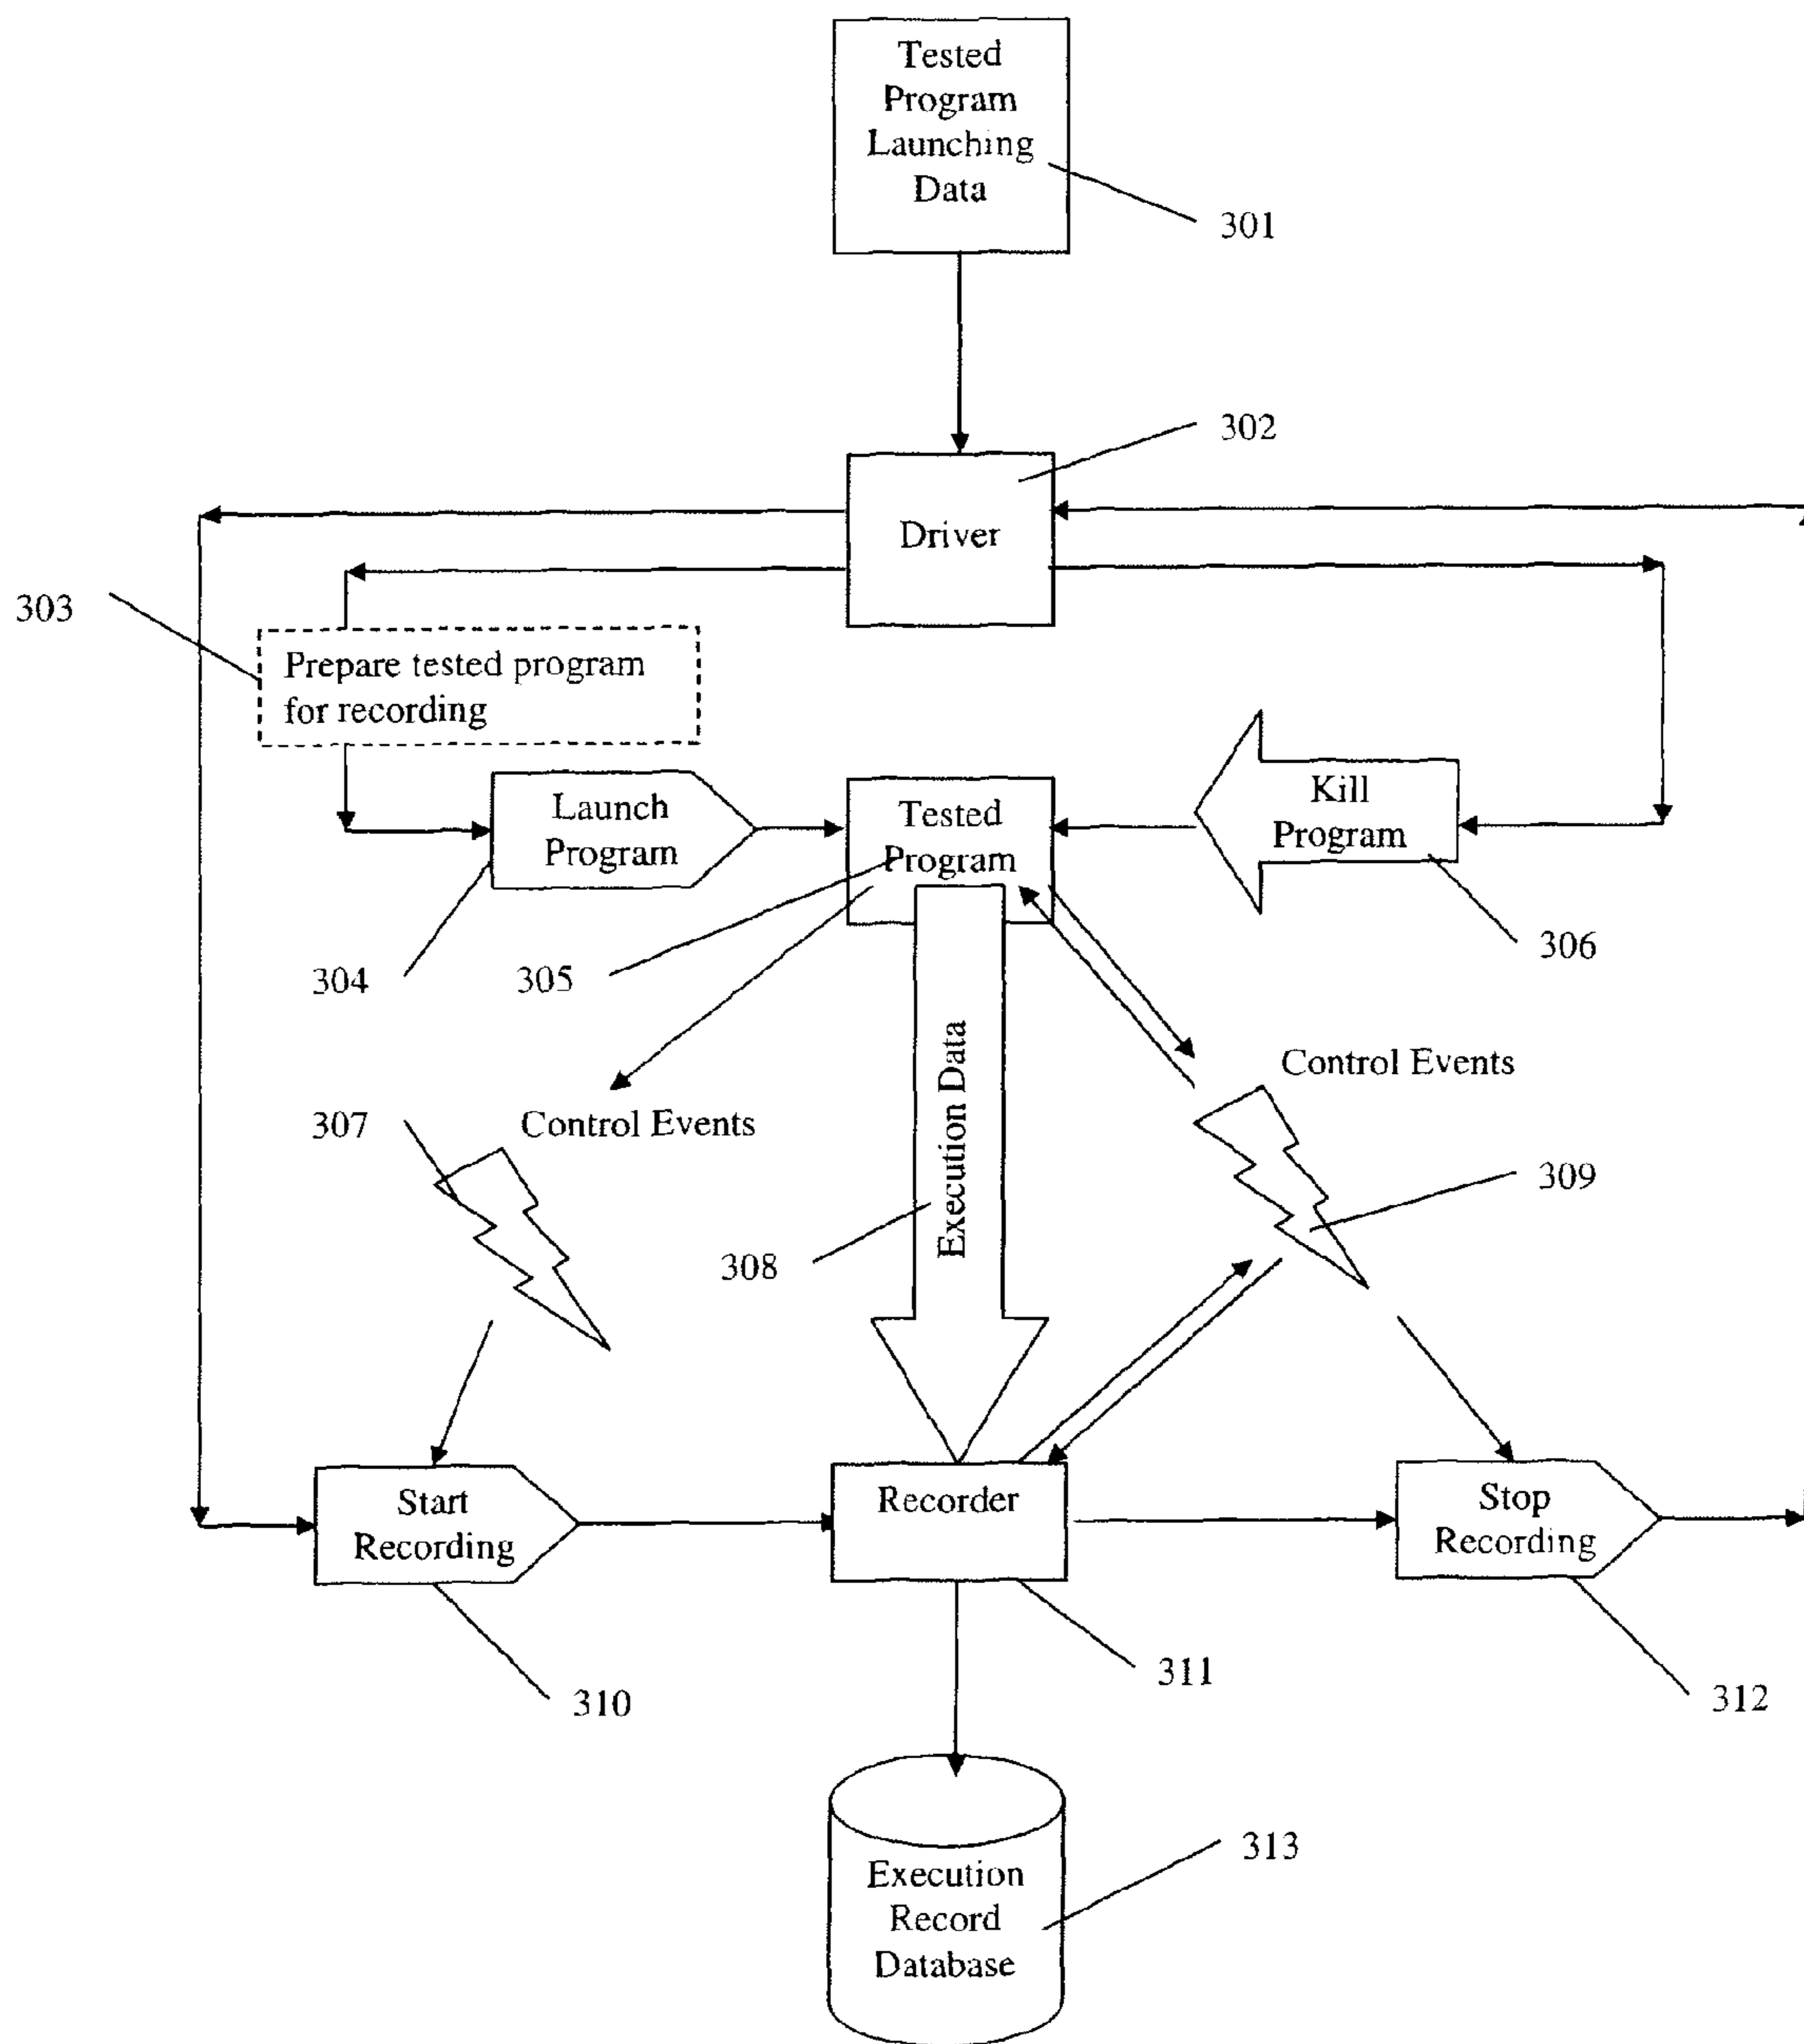 Tested
Program
Launching
Data
301
302
Driver
303
Prepare tested program
for recording
Launch
Program
Tested
Program
Kill
Program
304
305
306
Control Events
Control Events
307
Execution Data
308
309
Start
Recording
Recorder
Stop
Recording
310
311
312
Execution
Record
Database
313